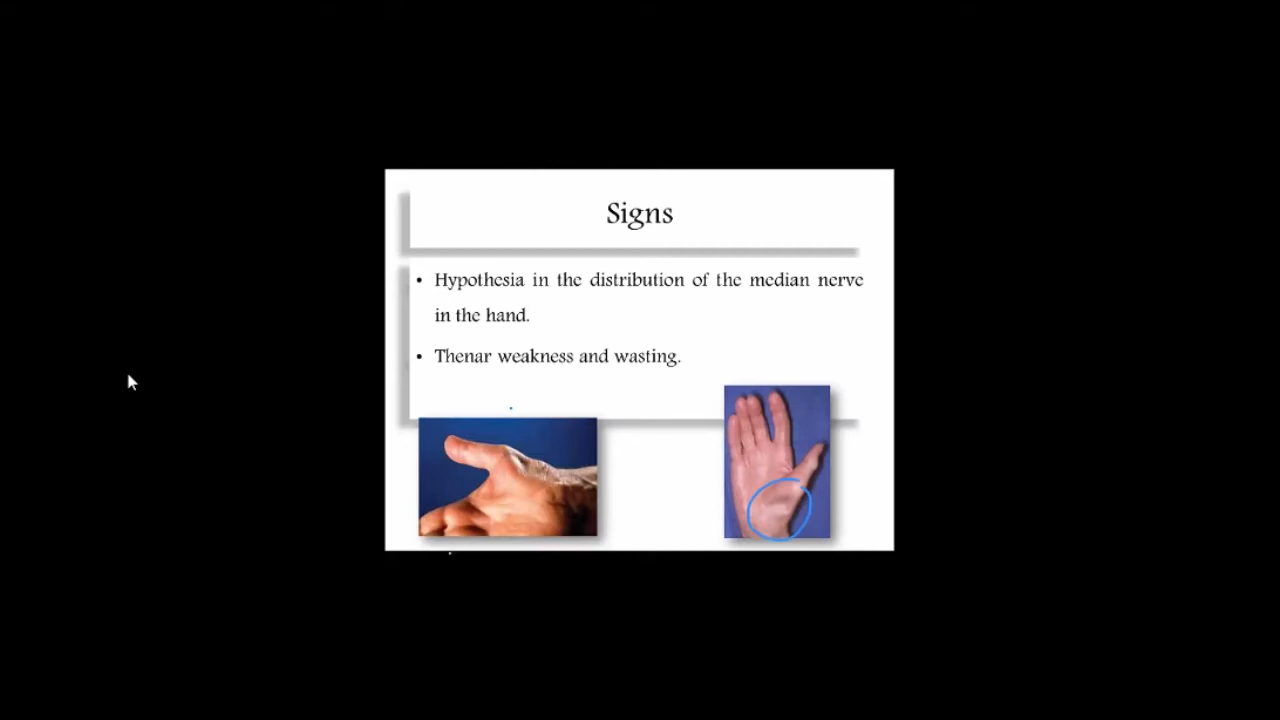 Signs
• Hypothesia in the distribution of the median nerve
in the hand.
• Thenar weakness and wasting.